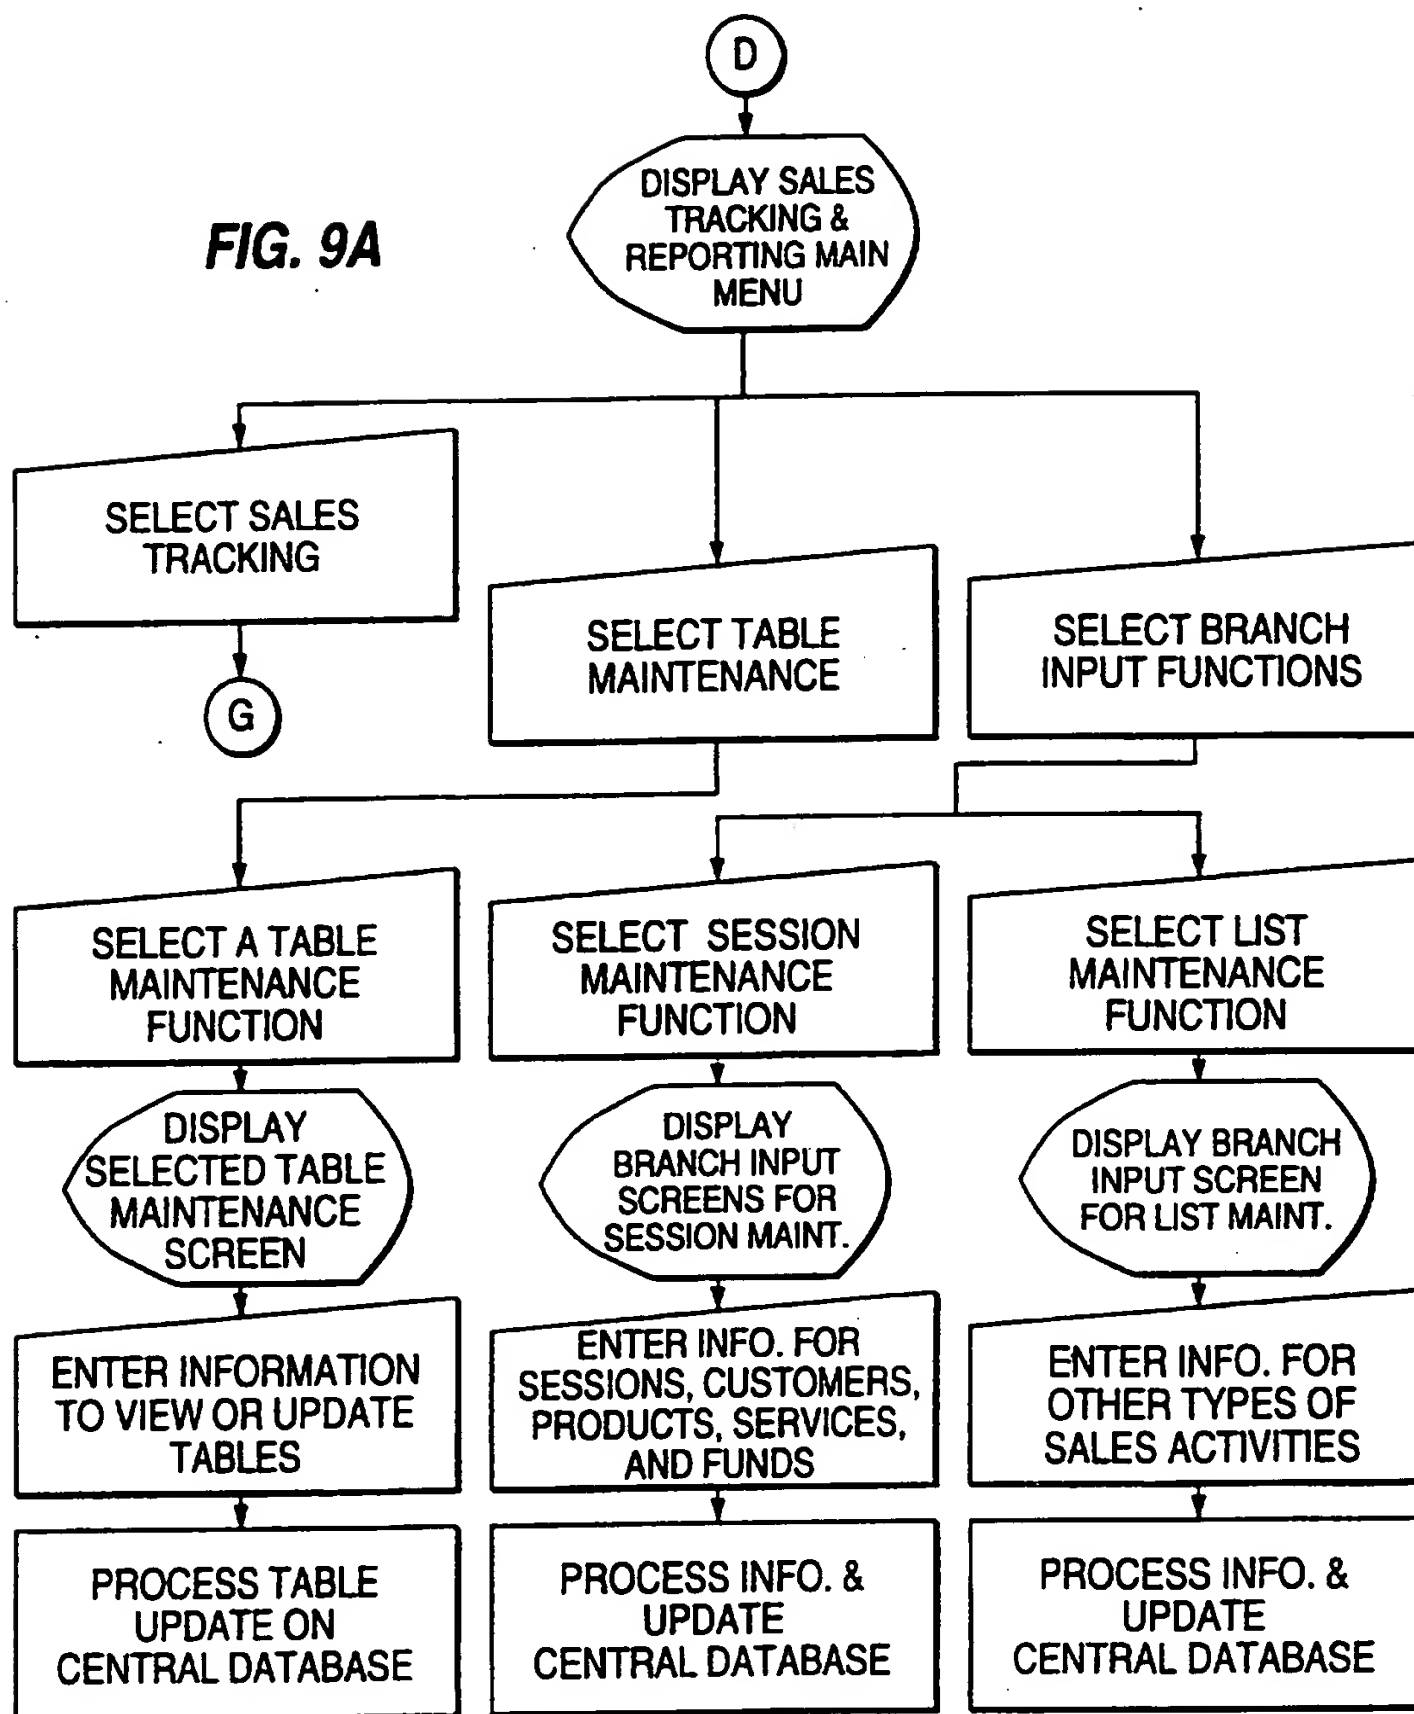 D
DISPLAY SALES
TRACKING &
REPORTING MAIN
MENU
FIG. 9A
SELECT SALES
TRACKING
G
SELECT TABLE
MAINTENANCE
SELECT BRANCH
INPUT FUNCTIONS
SELECT A TABLE
MAINTENANCE
FUNCTION
SELECT SESSION
MAINTENANCE
FUNCTION
SELECT LIST
MAINTENANCE
FUNCTION
DISPLAY
SELECTED TABLE
MAINTENANCE
SCREEN
DISPLAY
BRANCH INPUT
SCREENS FOR
SESSION MAINT.
DISPLAY BRANCH
INPUT SCREEN
FOR LIST MAINT.
ENTER INFORMATION
TO VIEW OR UPDATE
TABLES
ENTER INFO. FOR
SESSIONS, CUSTOMERS,
PRODUCTS, SERVICES,
AND FUNDS
ENTER INFO. FOR
OTHER TYPES OF
SALES ACTIVITIES
PROCESS TABLE
UPDATE ON
CENTRAL DATABASE
PROCESS INFO. &
UPDATE
CENTRAL DATABASE
PROCESS INFO. &
UPDATE
CENTRAL DATABASE